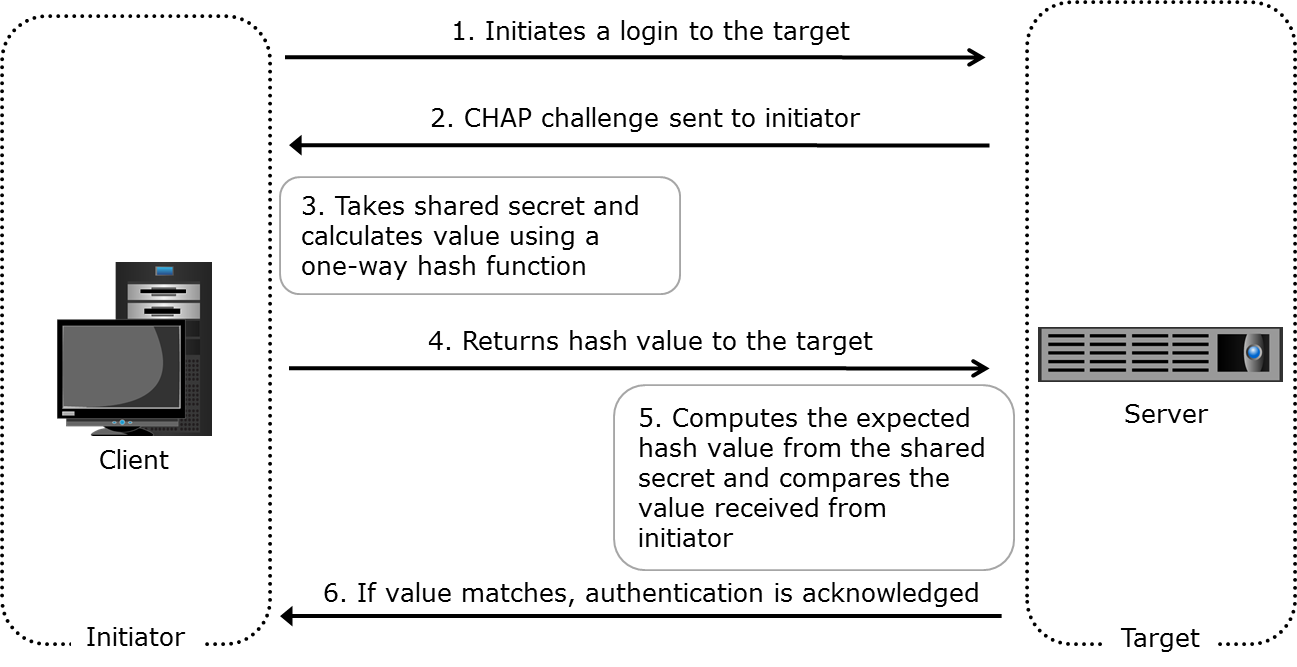 1. Initiates a login to the target
2. CHAP challenge sent to initiator
3. Takes shared secret and
calculates value using a
one-way hash function
4. Returns hash value to the target
5. Computes the expected
hash value from the shared
secret and compares the
value received from
initiator
Server
Client
6. If value matches, authentication is acknowledged
Initiator
Target